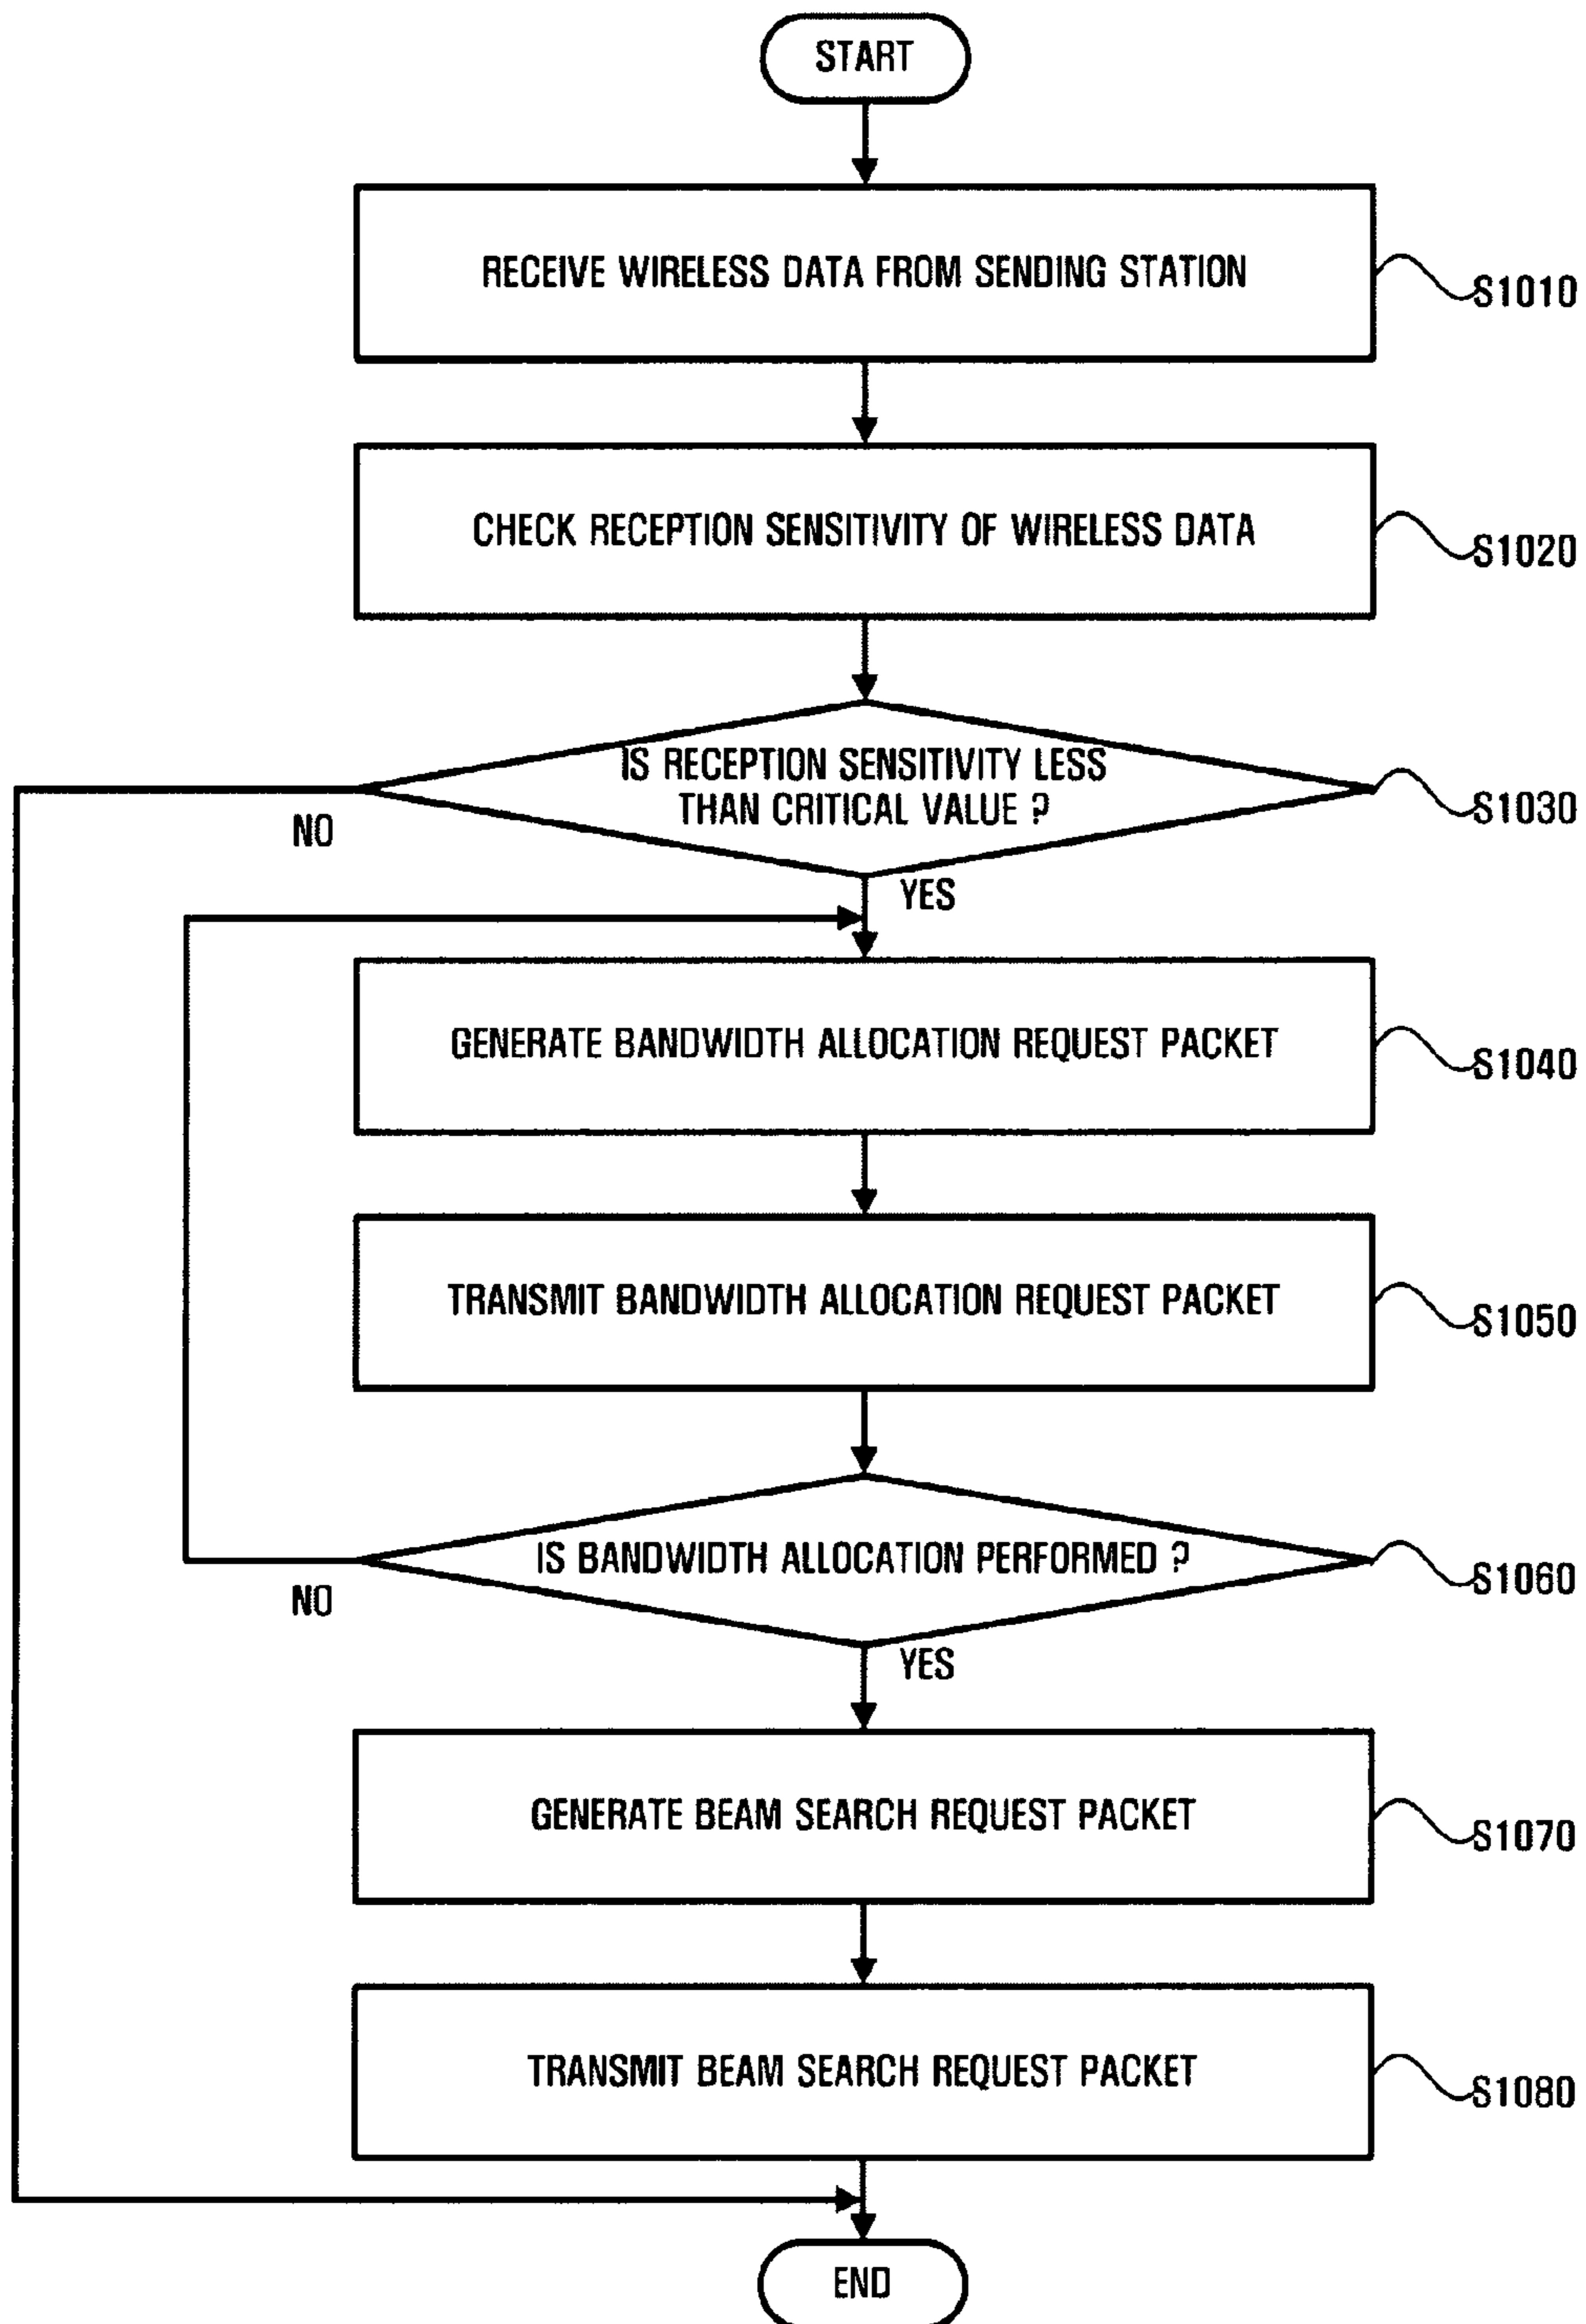 START
RECEIVE WIRELESS DATA FROM SENDING STATION
S1010
CHECK RECEPTION SENSITIVITY OF WIRELESS DATA
S1020
IS RECEPTION SENSITIVITY LESS
THAN CRITICAL VALUE ?
S1030
NO
YES
GENERATE BANDWIDTH ALLOCATION REQUEST PACKET
S1040
TRANSMIT BANDWIDTH ALLOCATION REQUEST PACKET
S1050
IS BANDWIDTH ALLOCATION PERFORMED ?
S1060
NO
YES
GENERATE BEAM SEARCH REQUEST PACKET
S1070
TRANSMIT BEAM SEARCH REQUEST PACKET
S1080
END